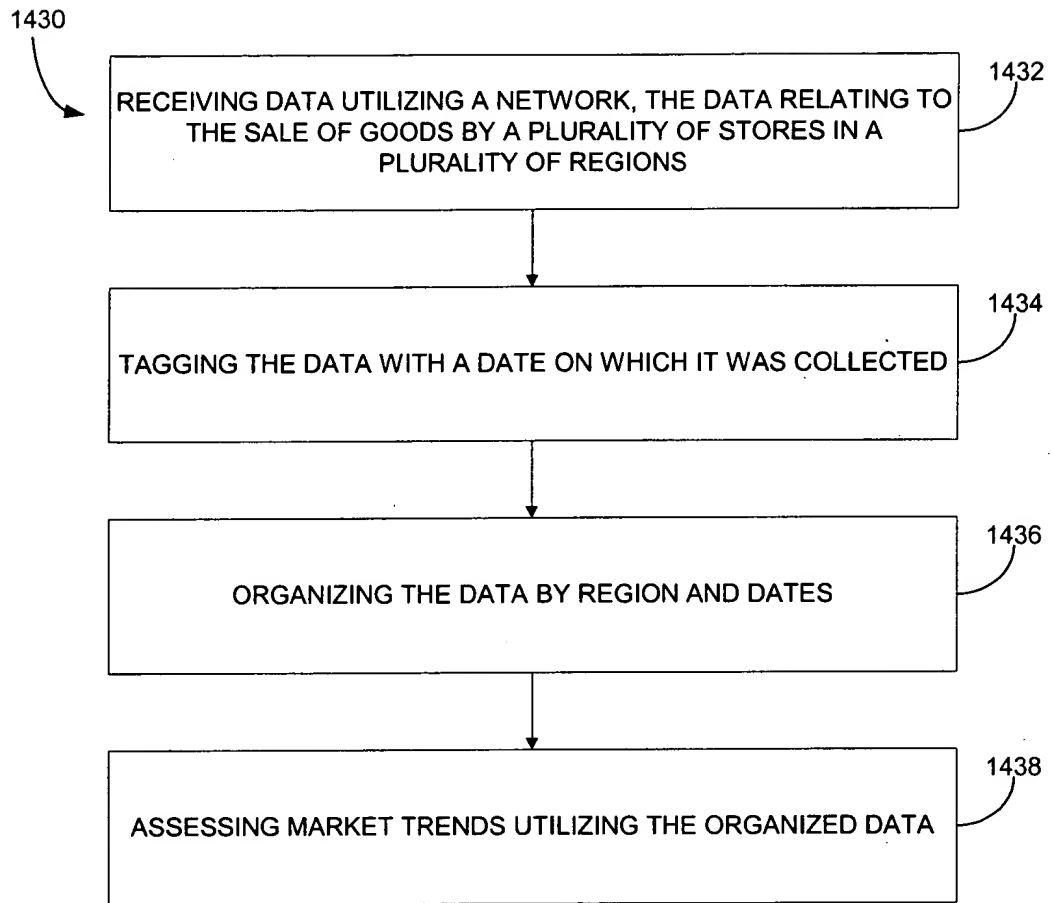 1430
1432
RECEIVING DATA UTILIZING A NETWORK, THE DATA RELATING TO
THE SALE OF GOODS BY A PLURALITY OF STORES IN A
PLURALITY OF REGIONS
1434
TAGGING THE DATA WITH A DATE ON WHICH IT WAS COLLECTED
1436
ORGANIZING THE DATA BY REGION AND DATES
1438
ASSESSING MARKET TRENDS UTILIZING THE ORGANIZED DATA